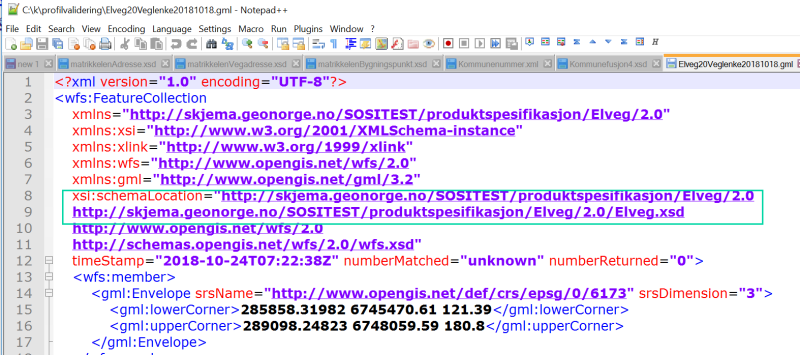 C:\k\profilvalidering\Elveg20Veglenke20181018.gml - Notepad++
File Edit Search View Encoding Language Settings Tools Macro Run Plugins Window ?
new 1 matrikkelenAdresse.xsd matrikkelenVegadresse.xsd matrikkelenBygningspunkt.xsd Kommunenummer.xml Kommunefusjon4.xsd Elveg20Veglenke20181018.gml
1 <?xml version="1.0" encoding="UTF-8"?>
2 <wfs:FeatureCollection
3 xmlns="http://skjema.geonorge.no/SOSITEST/produktspesifikasjon/Elveg/2.0"
4 xmlns:xsi="http://www.w3.org/2001/XMLSchema-instance"
5 xmlns:xlink="http://www.w3.org/1999/xlink"
6 xmlns:wfs="http://www.opengis.net/wfs/2.0"
7 xmlns:gml="http://www.opengis.net/gml/3.2"
8 xsi:schemaLocation="http://skjema.geonorge.no/SOSITEST/produktspesifikasjon/Elveg/2.0
9 http://skjema.geonorge.no/SOSITEST/produktspesifikasjon/Elveg/2.0/Elveg.xsd
10 http://www.opengis.net/wfs/2.0
11 http://schemas.opengis.net/wfs/2.0/wfs.xsd"
12 timeStamp="2018-10-24T07:22:38Z" numberMatched="unknown" numberReturned="0">
13 <wfs:member>
14 <gml:Envelope srsName="http://www.opengis.net/def/crs/epsg/0/6173" srsDimension="3">
15 <gml:lowerCorner>285858.31982 6745470.61 121.39</gml:lowerCorner>
16 <gml:upperCorner>289098.24823 6748059.59 180.8</gml:upperCorner>
17 </gml:Envelope>